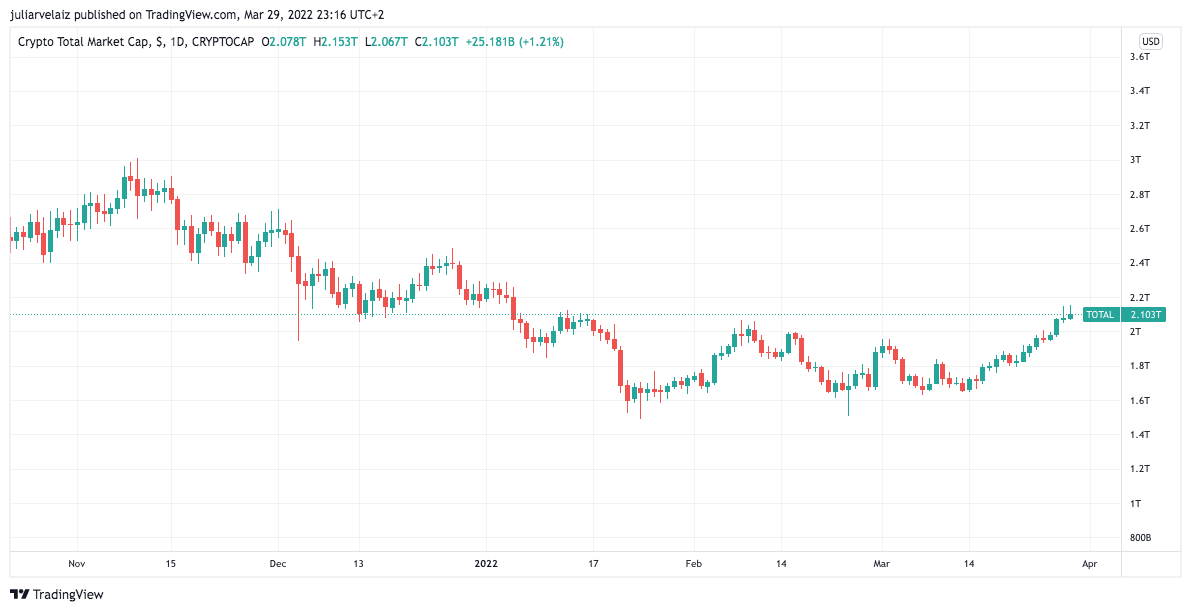 juliarvelaiz published on TradingView.com, Mar 29, 2022 23:16 UTC+2
Crypto Total Market Cap, $, 1D, CRYPTOCAP O2.078T H2.153T L2.067T C2.103T +25.181B (+1.21%)
USD
3.6T
3.4T
3.2T
3T
2.8T
2.6T
2.4T
2.2T
TOTAL 2.103T
2T
1.8T
1.6T
1.4T
1.2T
1T
800B
Nov 15 Dec 13 2022 17 Feb 14 Mar 14 Apr
TradingView